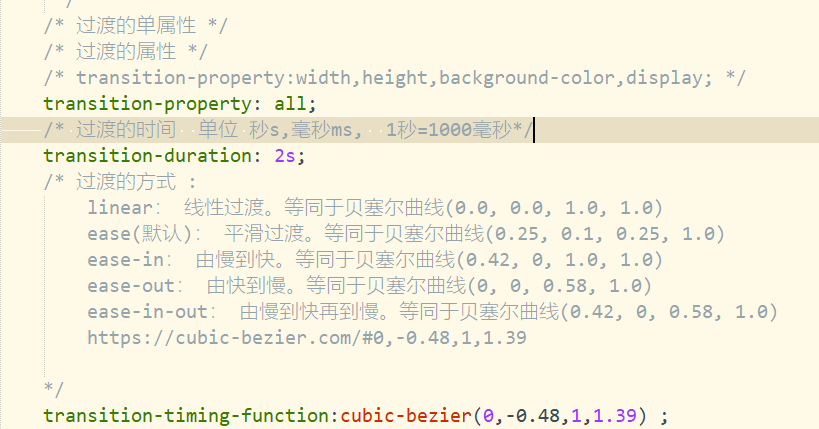 */
/* 过渡的单属性 */
/* 过渡的属性 */
/* transition-property:width,height,background-color,display; */
transition-property: all;
/* 过渡的时间  单位 秒s,毫秒ms,  1秒=1000毫秒*/
transition-duration: 2s;
/* 过渡的方式 :
linear： 线性过渡。等同于贝塞尔曲线(0.0, 0.0, 1.0, 1.0)
ease(默认)： 平滑过渡。等同于贝塞尔曲线(0.25, 0.1, 0.25, 1.0)
ease-in： 由慢到快。等同于贝塞尔曲线(0.42, 0, 1.0, 1.0)
ease-out： 由快到慢。等同于贝塞尔曲线(0, 0, 0.58, 1.0)
ease-in-out： 由慢到快再到慢。等同于贝塞尔曲线(0.42, 0, 0.58, 1.0)
https://cubic-bezier.com/#0,-0.48,1,1.39
*/
transition-timing-function:cubic-bezier(0,-0.48,1,1.39) ;